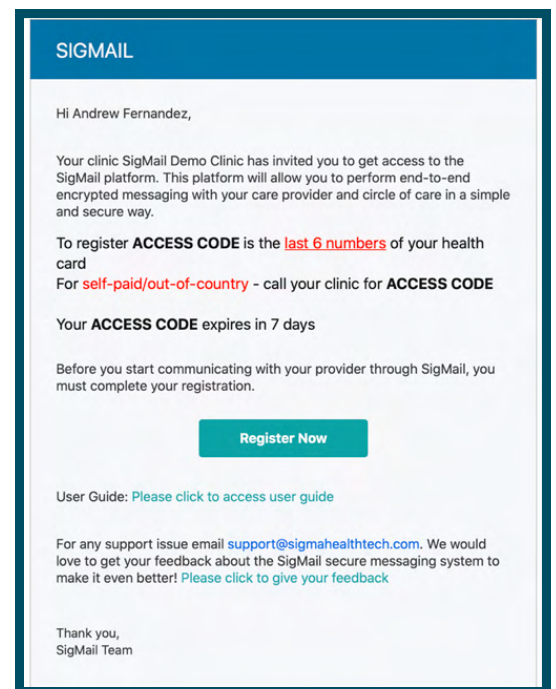 SIGMAIL
Hi Andrew Fernandez,
Your clinic SigMail Demo Clinic has invited you to get access to the
SigMail platform. This platform will allow you to perform end-to-end
encrypted messaging with your care provider and circle of care in a simple
and secure way.
To register ACCESS CODE is the last 6 numbers of your health
card
For self-paid/out-of-country - call your clinic for ACCESS CODE
Your ACCESS CODE expires in 7 days
Before you start communicating with your provider through SigMail, you
must complete your registration.
Register Now
User Guide: Please click to access user guide
For any support issue email support@sigmahealthtech.com. We would
love to get your feedback about the SigMail secure messaging system to
make it even better! Please click to give your feedback
Thank you,
SigMail Team